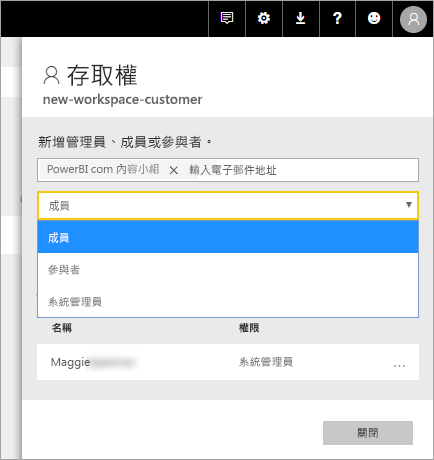 存取權
new-workspace-customer
新增管理員、成員或參與者。
PowerBI com 內容小組 × 輸入電子郵件地址
成員
成員
參與者
系統管理員
名稱 權限
Maggie 系統管理員 ...
關閉